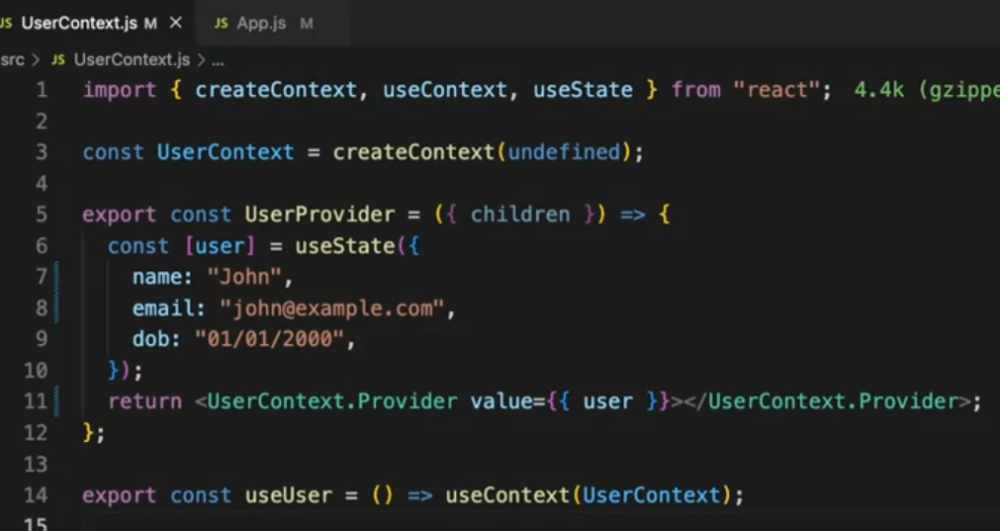 JS UserContext.js M × JS App.js M
src > JS UserContext.js > ...
1 import { createContext, useContext, useState } from "react"; 4.4k (gzippe
2
3 const UserContext = createContext(undefined);
4
5 export const UserProvider = ({ children }) => {
6 const [user] = useState({
7 name: "John",
8 email: "john@example.com",
9 dob: "01/01/2000",
10 });
11 return <UserContext.Provider value={{ user }}></UserContext.Provider>;
12 };
13
14 export const useUser = () => useContext(UserContext);
15